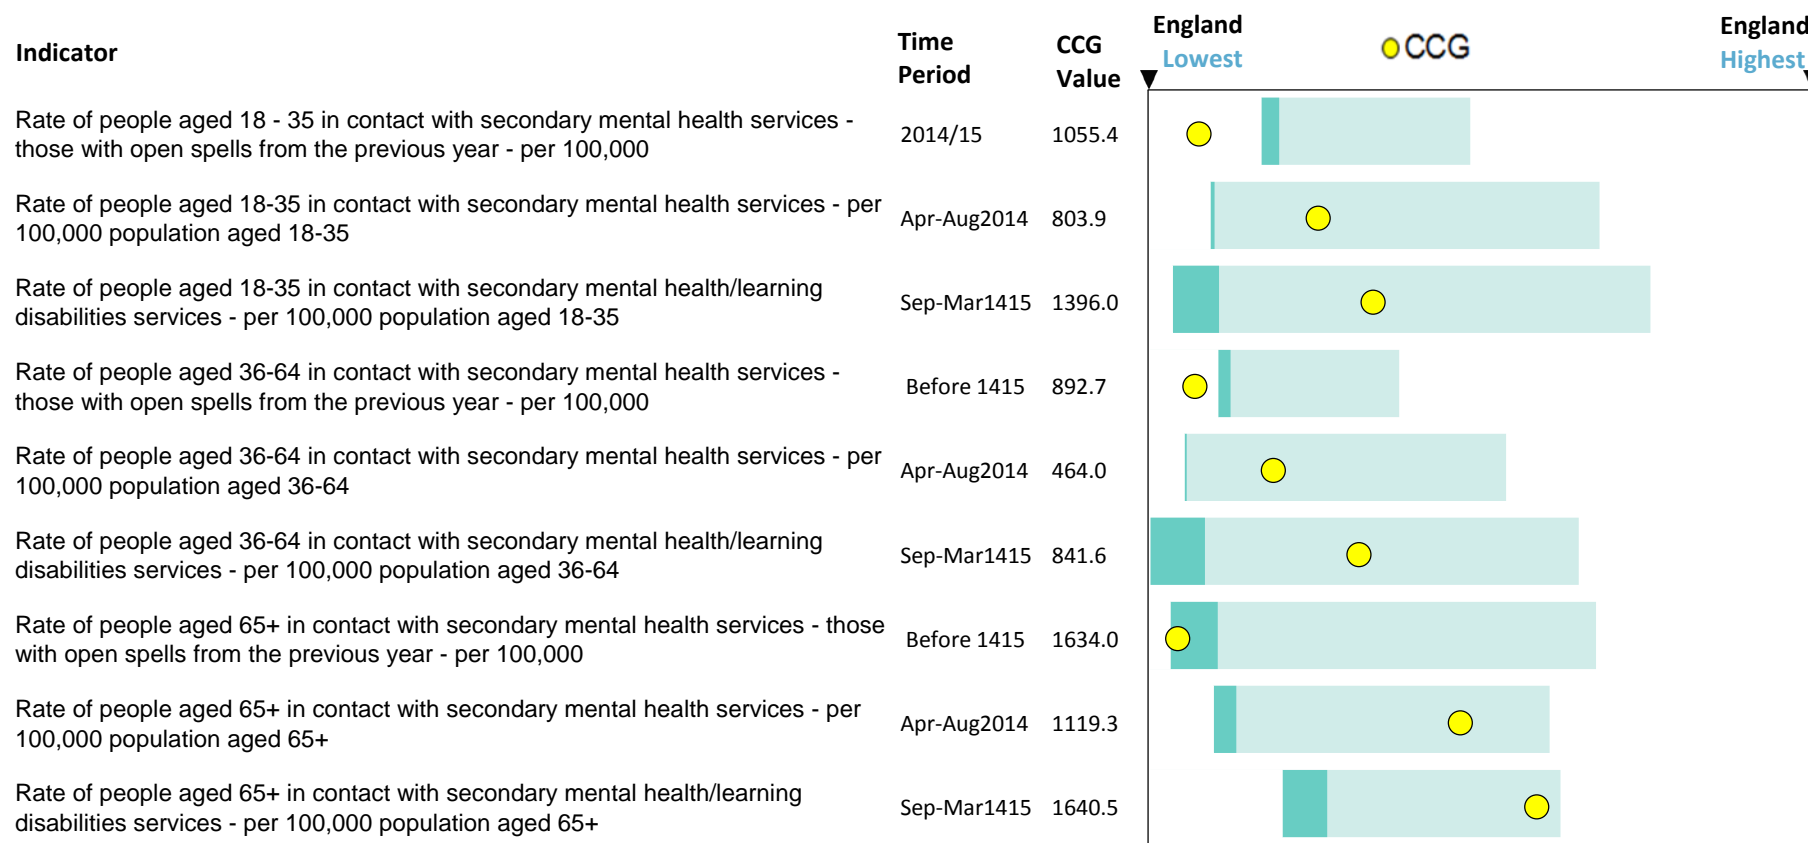 Indicator
Time
Period
CCG
Value
England
Lowest
CCG
England
Highest
Rate of people aged 18 - 35 in contact with secondary mental health services -
those with open spells from the previous year - per 100,000
2014/15
1055.4
Rate of people aged 18-35 in contact with secondary mental health services - per
100,000 population aged 18-35
Apr-Aug2014
803.9
Rate of people aged 18-35 in contact with secondary mental health/learning
disabilities services - per 100,000 population aged 18-35
Sep-Mar1415
1396.0
Rate of people aged 36-64 in contact with secondary mental health services -
those with open spells from the previous year - per 100,000
Before 1415
892.7
Rate of people aged 36-64 in contact with secondary mental health services - per
100,000 population aged 36-64
Apr-Aug2014
464.0
Rate of people aged 36-64 in contact with secondary mental health/learning
disabilities services - per 100,000 population aged 36-64
Sep-Mar1415
841.6
Rate of people aged 65+ in contact with secondary mental health services - those
with open spells from the previous year - per 100,000
Before 1415
1634.0
Rate of people aged 65+ in contact with secondary mental health services - per
100,000 population aged 65+
Apr-Aug2014
1119.3
Rate of people aged 65+ in contact with secondary mental health/learning
disabilities services - per 100,000 population aged 65+
Sep-Mar1415
1640.5